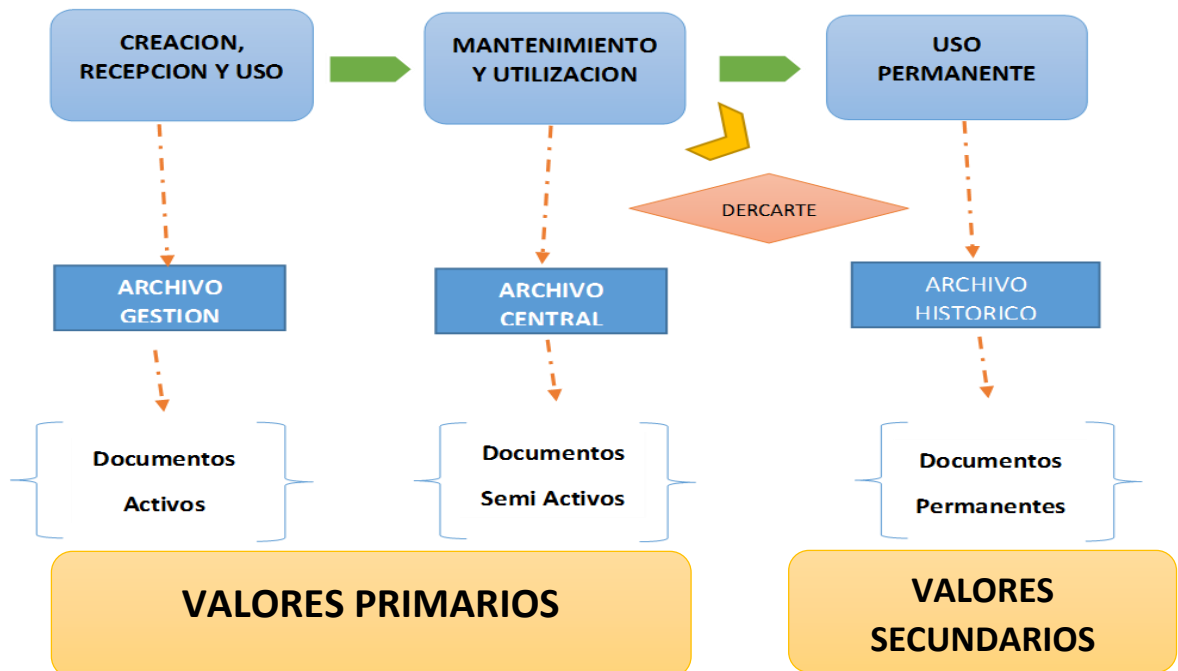 CREACION,
RECEPCION Y USO
MANTENIMIENTO
Y UTILIZACION
USO
PERMANENTE
DERCARTE
ARCHIVO
GESTION
ARCHIVO
CENTRAL
ARCHIVO
HISTORICO
Documentos
Activos
Documentos
Semi Activos
Documentos
Permanentes
VALORES PRIMARIOS
VALORES
SECUNDARIOS